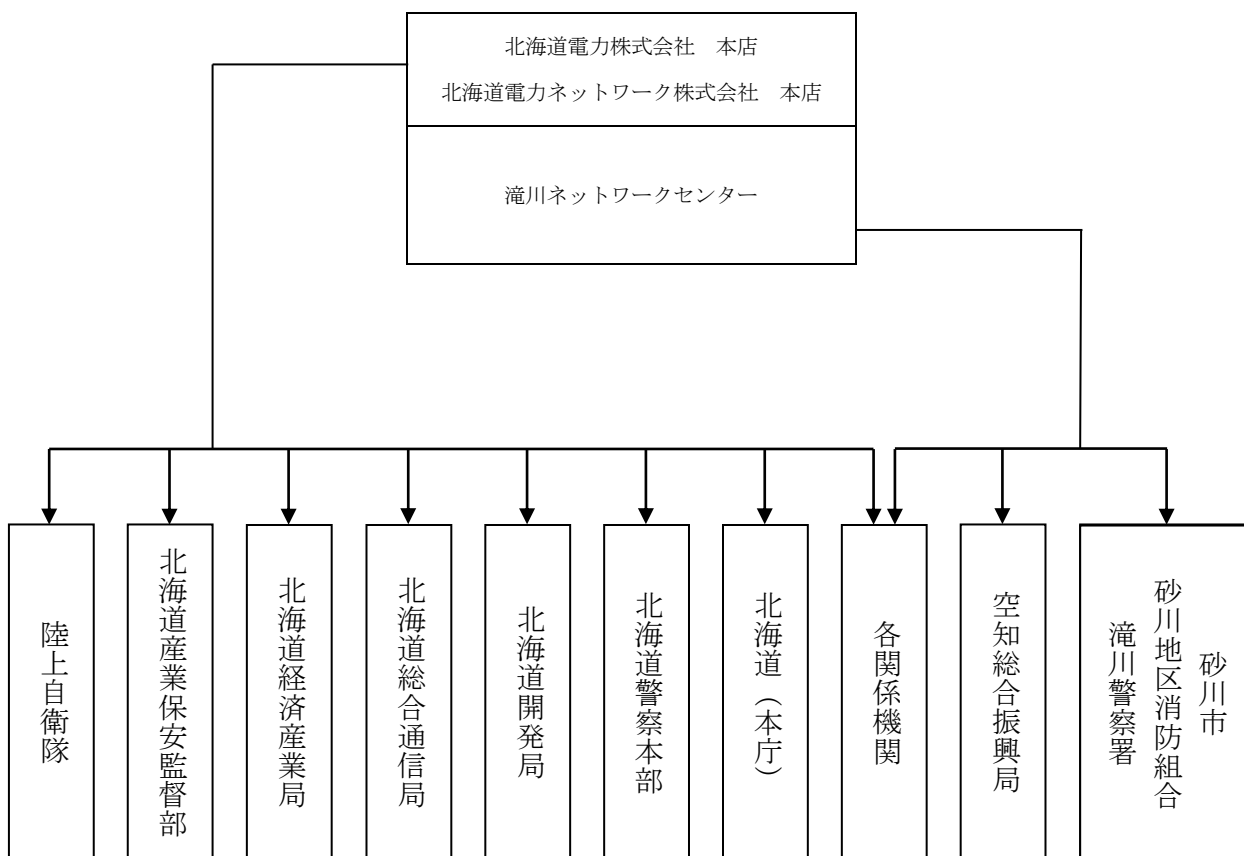 北海道電力株式会社　本店
北海道電力ネットワーク株式会社　本店
滝川ネットワークセンター
陸上自衛隊
北海道産業保安監督部
北海道経済産業局
北海道総合通信局
北海道開発局
北海道警察本部
北海道（本庁）
各関係機関
空知総合振興局
砂川市
砂川地区消防組合
滝川警察署